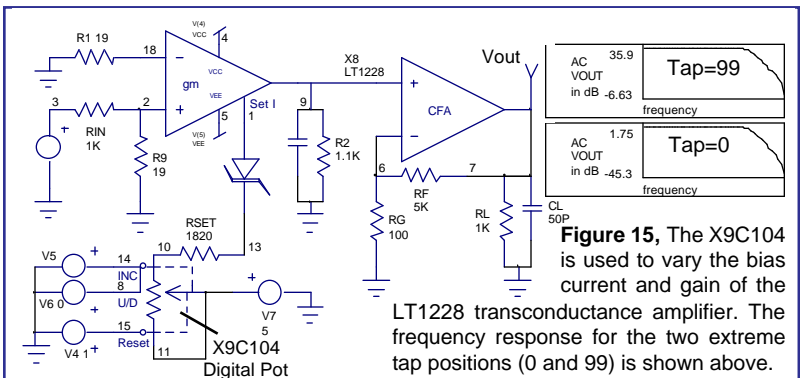 R1 19
18
V(4)
VCC
4
gm
VCC
VEE
V(5)
VEE
5
Set I
1
3
RIN
1K
2
R9
19
9
R2
1.1K
X8
LT1228
CFA
Vout
6
RF
5K
7
RG
100
RL
1K
CL
50P
AC
VOUT
in dB
35.9
-6.63
Tap=99
frequency
AC
VOUT
in dB
1.75
-45.3
Tap=0
frequency
RSET
1820
10
13
V5
14
INC
V6 0
8
U/D
V4 1
15
Reset
11
V7
5
X9C104
Digital Pot
Figure 15, The X9C104
is used to vary the bias
current and gain of the
LT1228 transconductance amplifier. The
frequency response for the two extreme
tap positions (0 and 99) is shown above.